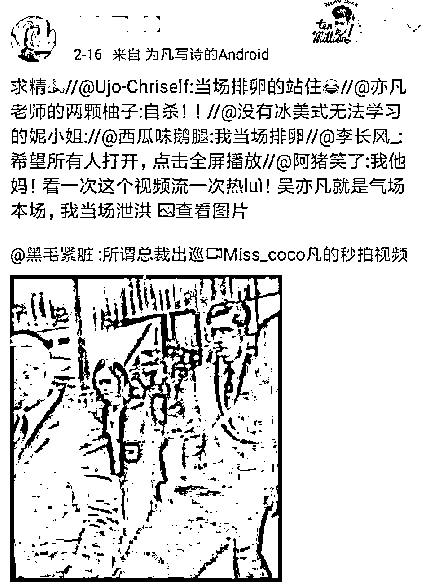 2-16 来自 为凡写诗的Android
求精//@Ujo-Chriself:当场排卵的站住//@亦凡
老师的两颗柚子:自杀!!//@没有冰美式无法学习
的妮小姐://@西瓜味鹅腿:我当场排卵//@李长风_:
希望所有人打开，点击全屏播放//@阿猪笑了:我他
妈! 看一次这个视频流一次热lui! 吴亦凡就是气场
本场，我当场泄洪 查看图片
@黑毛紧脏 :所谓总裁出巡Miss_coco凡的秒拍视频